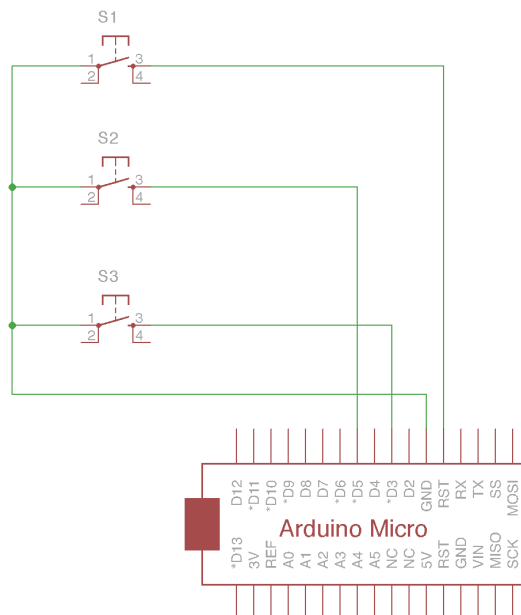 S1
1 3
2 4
S2
1 3
2 4
S3
1 3
2 4
D12 *D11 *D10 *D9 D8 D7 *D6 *D5 D4 *D3 D2 GND RST RX TX SS MOSI
Arduino Micro
*D13 3V REF A0 A1 A2 A3 A4 A5 NC NC 5V RST GND VIN MISO SCK